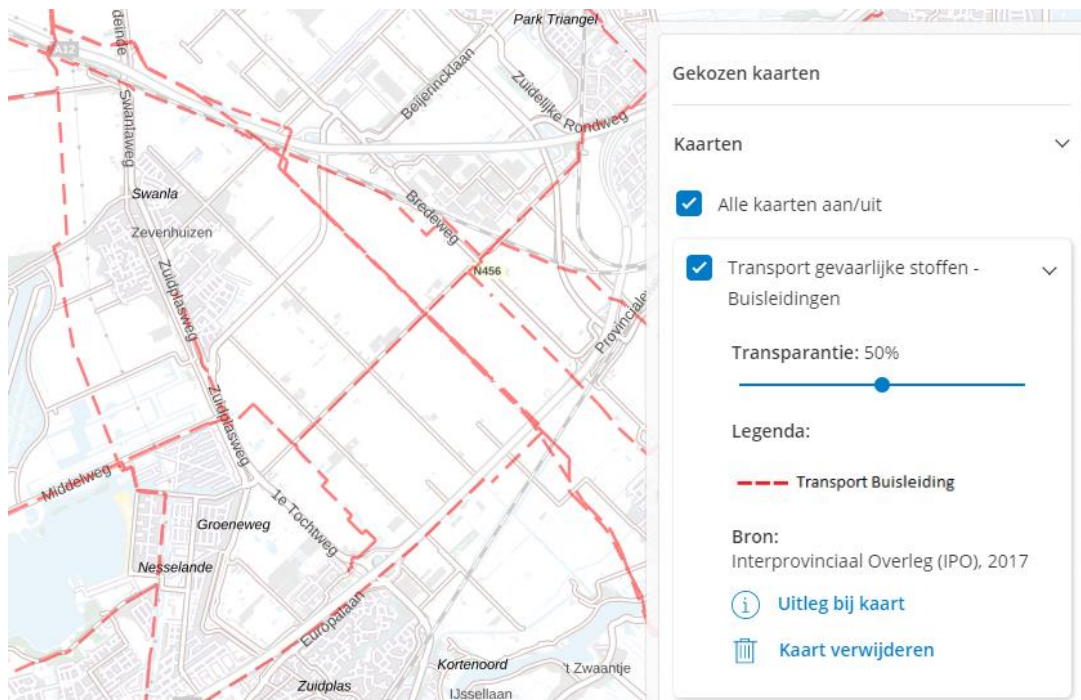 Park Triangel
deinde
A12
Swanlaweg
Beijerincklaan
Zuidelijke Rondweg
Swanla
Zevenhuizen
Bredeweg
N456
Zuidplasweg
Zuidplasweg
Middelweg
1e Tochtweg
Groeneweg
Nesselande
Europalaan
Kortenoord
't Zwaantje
Zuidplas
IJssellaan
Gekozen kaarten
Kaarten
Alle kaarten aan/uit
Transport gevaarlijke stoffen -
Buisleidingen
Transparantie: 50%
Legenda:
Transport Buisleiding
Bron:
Interprovinciaal Overleg (IPO), 2017
Uitleg bij kaart
Kaart verwijderen